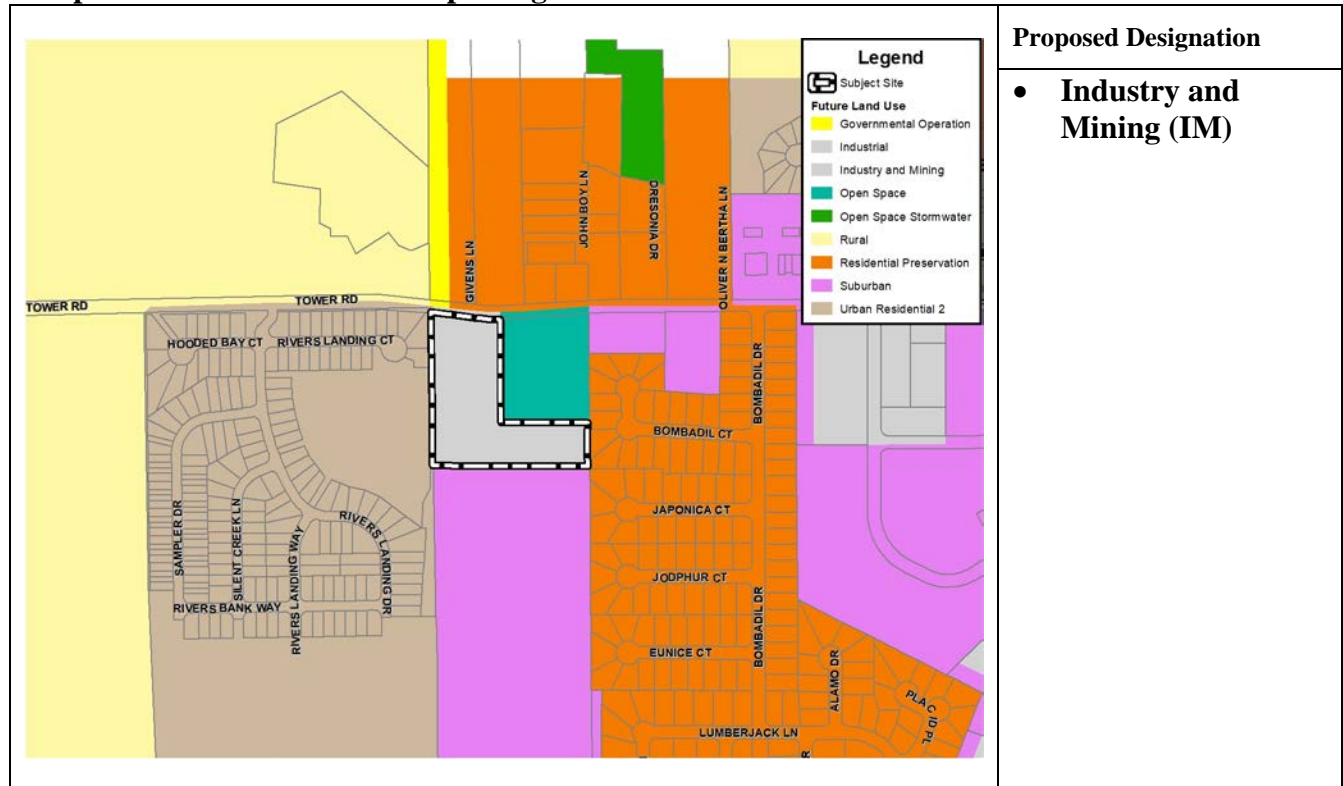 Proposed Designation
• Industry and
Mining (IM)
Legend
Subject Site
Future Land Use
Governmental Operation
Industrial
Industry and Mining
Open Space
Open Space Stormwater
Rural
Residential Preservation
Suburban
Urban Residential 2
GIVENS LN
JOHN BOY LN
DRESONIA DR
OLIVER N BERTHA LN
TOWER RD
TOWER RD
HOODED BAY CT
RIVERS LANDING CT
BOMBADIL DR
BOMBADIL CT
SAMPLER DR
SILENT CREEK LN
RIVERS LANDING WAY
RIVERS LANDING DR
JAPONICA CT
JODPHUR CT
RIVERS BANK WAY
BOMBADIL DR
EUNICE CT
ALAMO DR
PLACID PL
LUMBERJACK LN
R